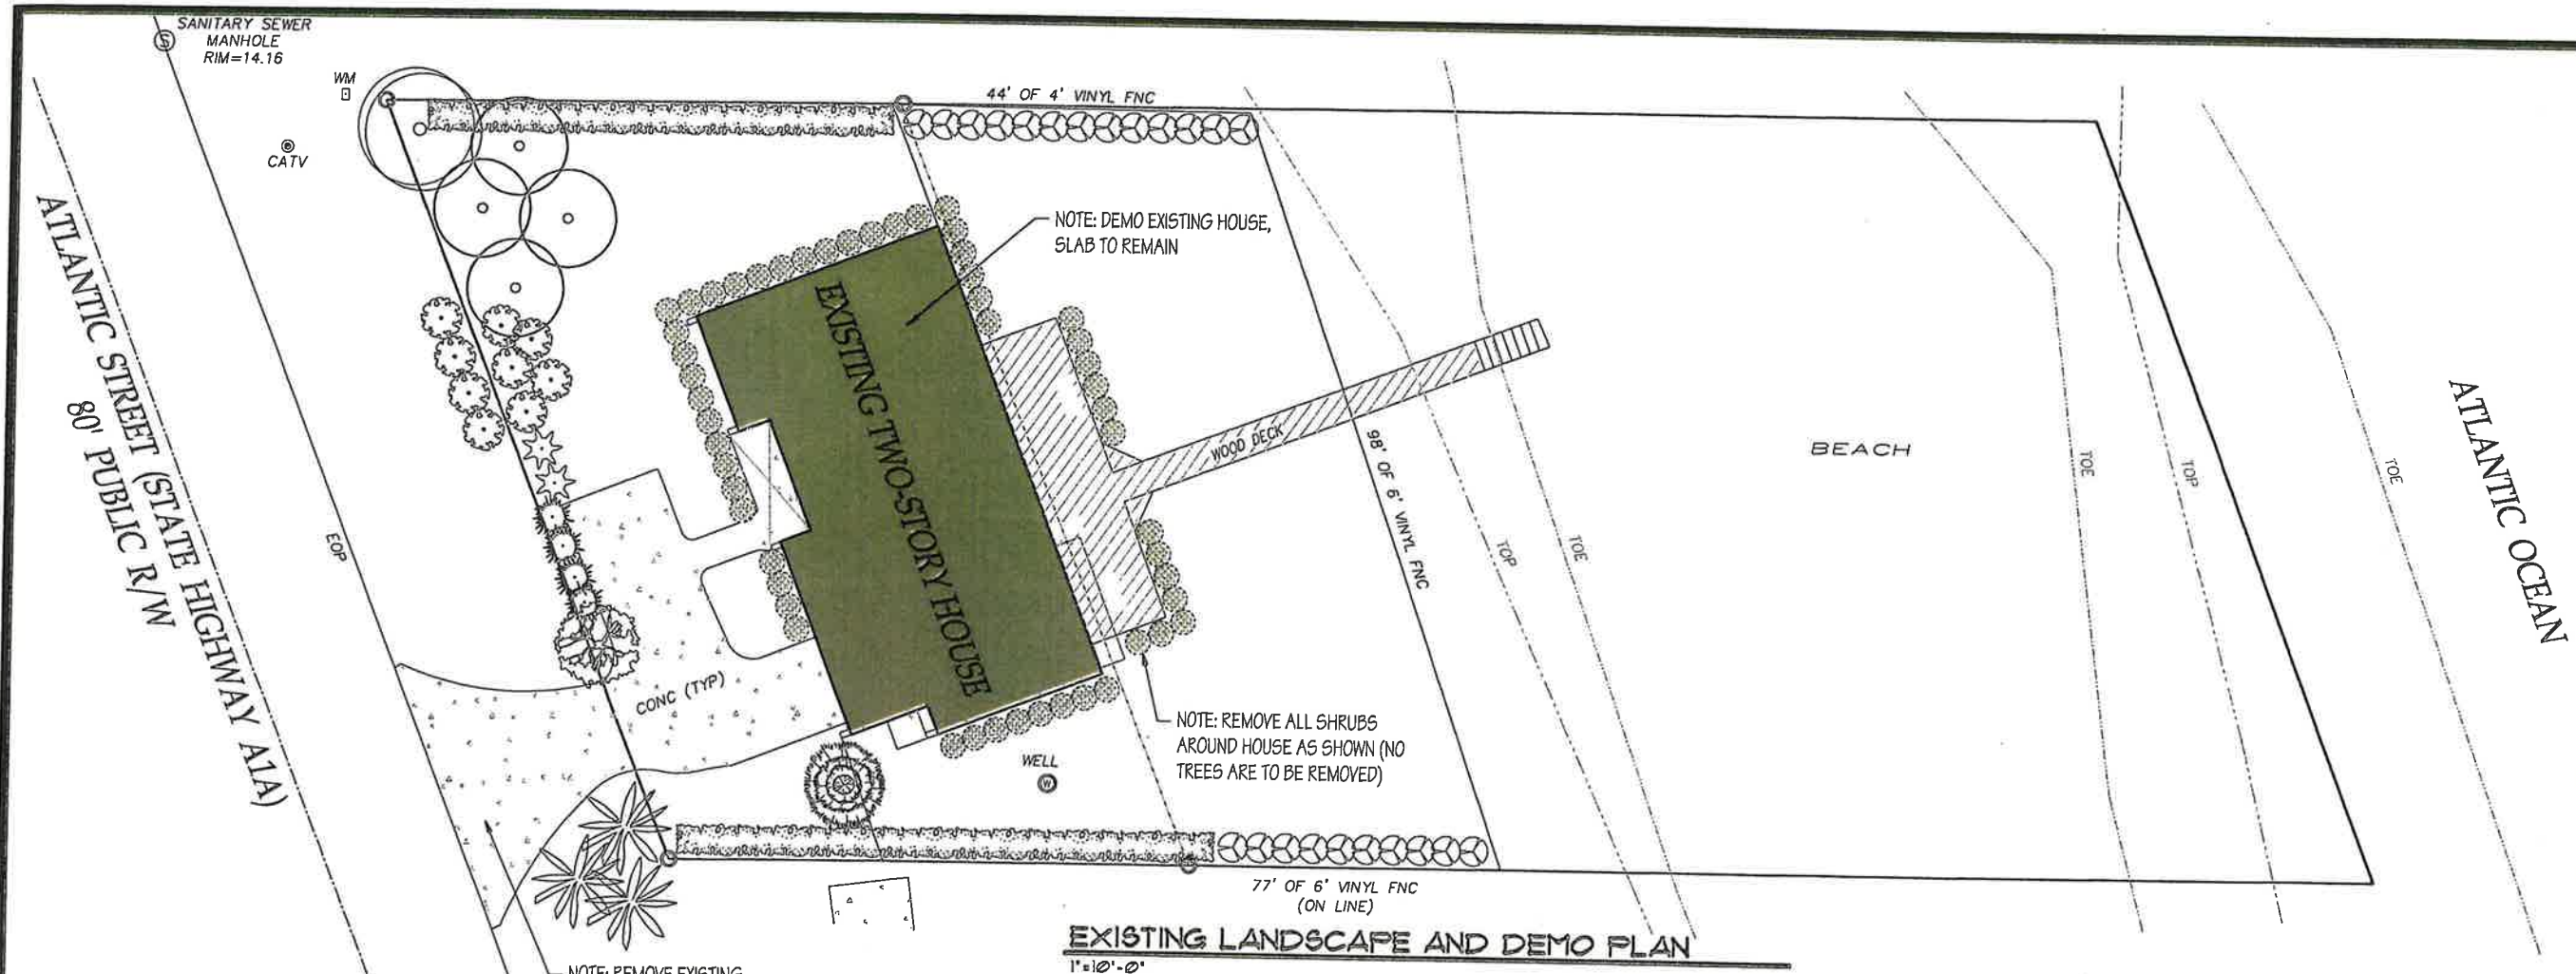 SANITARY SEWER
MANHOLE
RIM=14.16
S
WM
CATV
44' OF 4' VINYL FNC
NOTE: DEMO EXISTING HOUSE,
SLAB TO REMAIN
ATLANTIC STREET (STATE HIGHWAY A1A)
80' PUBLIC R/W
EOP
EXISTING TWO-STORY HOUSE
WOOD DECK
98' OF 6' VINYL FNC
TOP
TOE
BEACH
TOE
TOP
TOE
ATLANTIC OCEAN
CONC (TYP)
NOTE: REMOVE ALL SHRUBS
AROUND HOUSE AS SHOWN (NO
TREES ARE TO BE REMOVED)
WELL
W
77' OF 6' VINYL FNC
(ON LINE)
EXISTING LANDSCAPE AND DEMO PLAN
1"=10'-0"
NOTE: REMOVE EXISTING